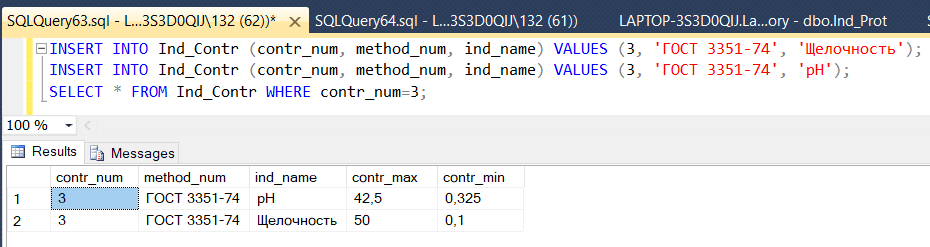 SQLQuery63.sql - L...3S3D0QIJ\132 (62))* SQLQuery64.sql - L...3S3D0QIJ\132 (61)) LAPTOP-3S3D0QIJ.La...ory - dbo.Ind_Prot
INSERT INTO Ind_Contr (contr_num, method_num, ind_name) VALUES (3, 'ГОСТ 3351-74', 'Щелочность');
INSERT INTO Ind_Contr (contr_num, method_num, ind_name) VALUES (3, 'ГОСТ 3351-74', 'pH');
SELECT * FROM Ind_Contr WHERE contr_num=3;
100 %
Results Messages
contr_num method_num ind_name contr_max contr_min
1 3 ГОСТ 3351-74 pH 42,5 0,325
2 3 ГОСТ 3351-74 Щелочность 50 0,1